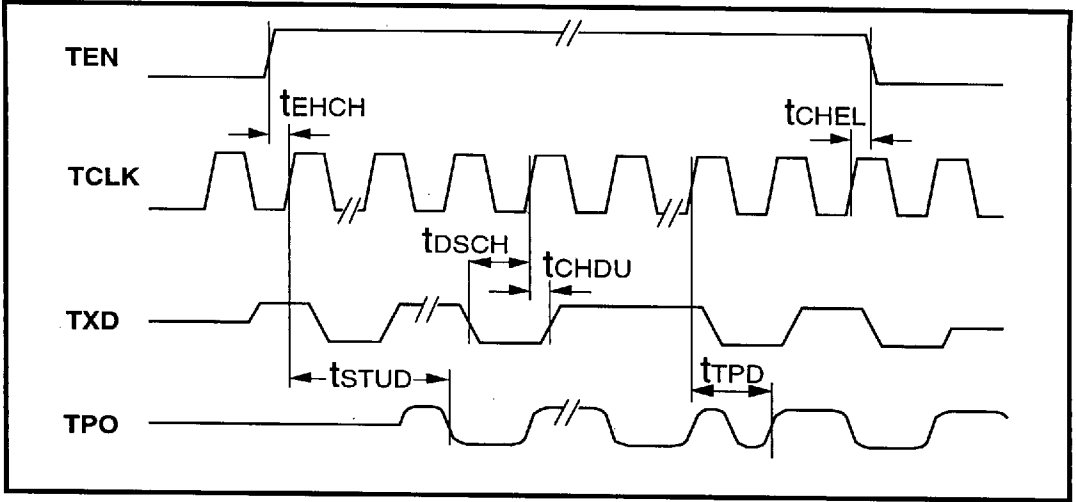 TEN
tEHCH
tCHEL
TCLK
tDSCH
tCHDU
TXD
tSTUD
tTPD
TPO